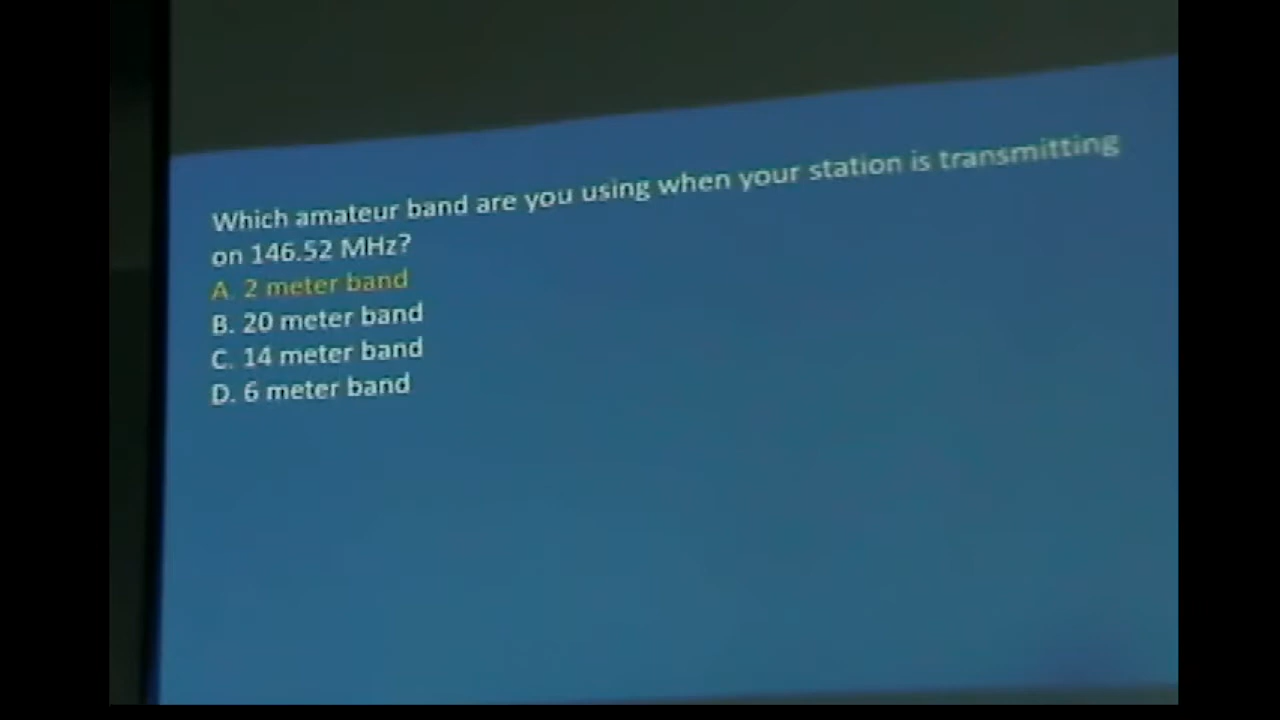 Which amateur band are you using when your station is transmitting
on 146.52 MHz?
A. 2 meter band
B. 20 meter band
C. 14 meter band
D. 6 meter band